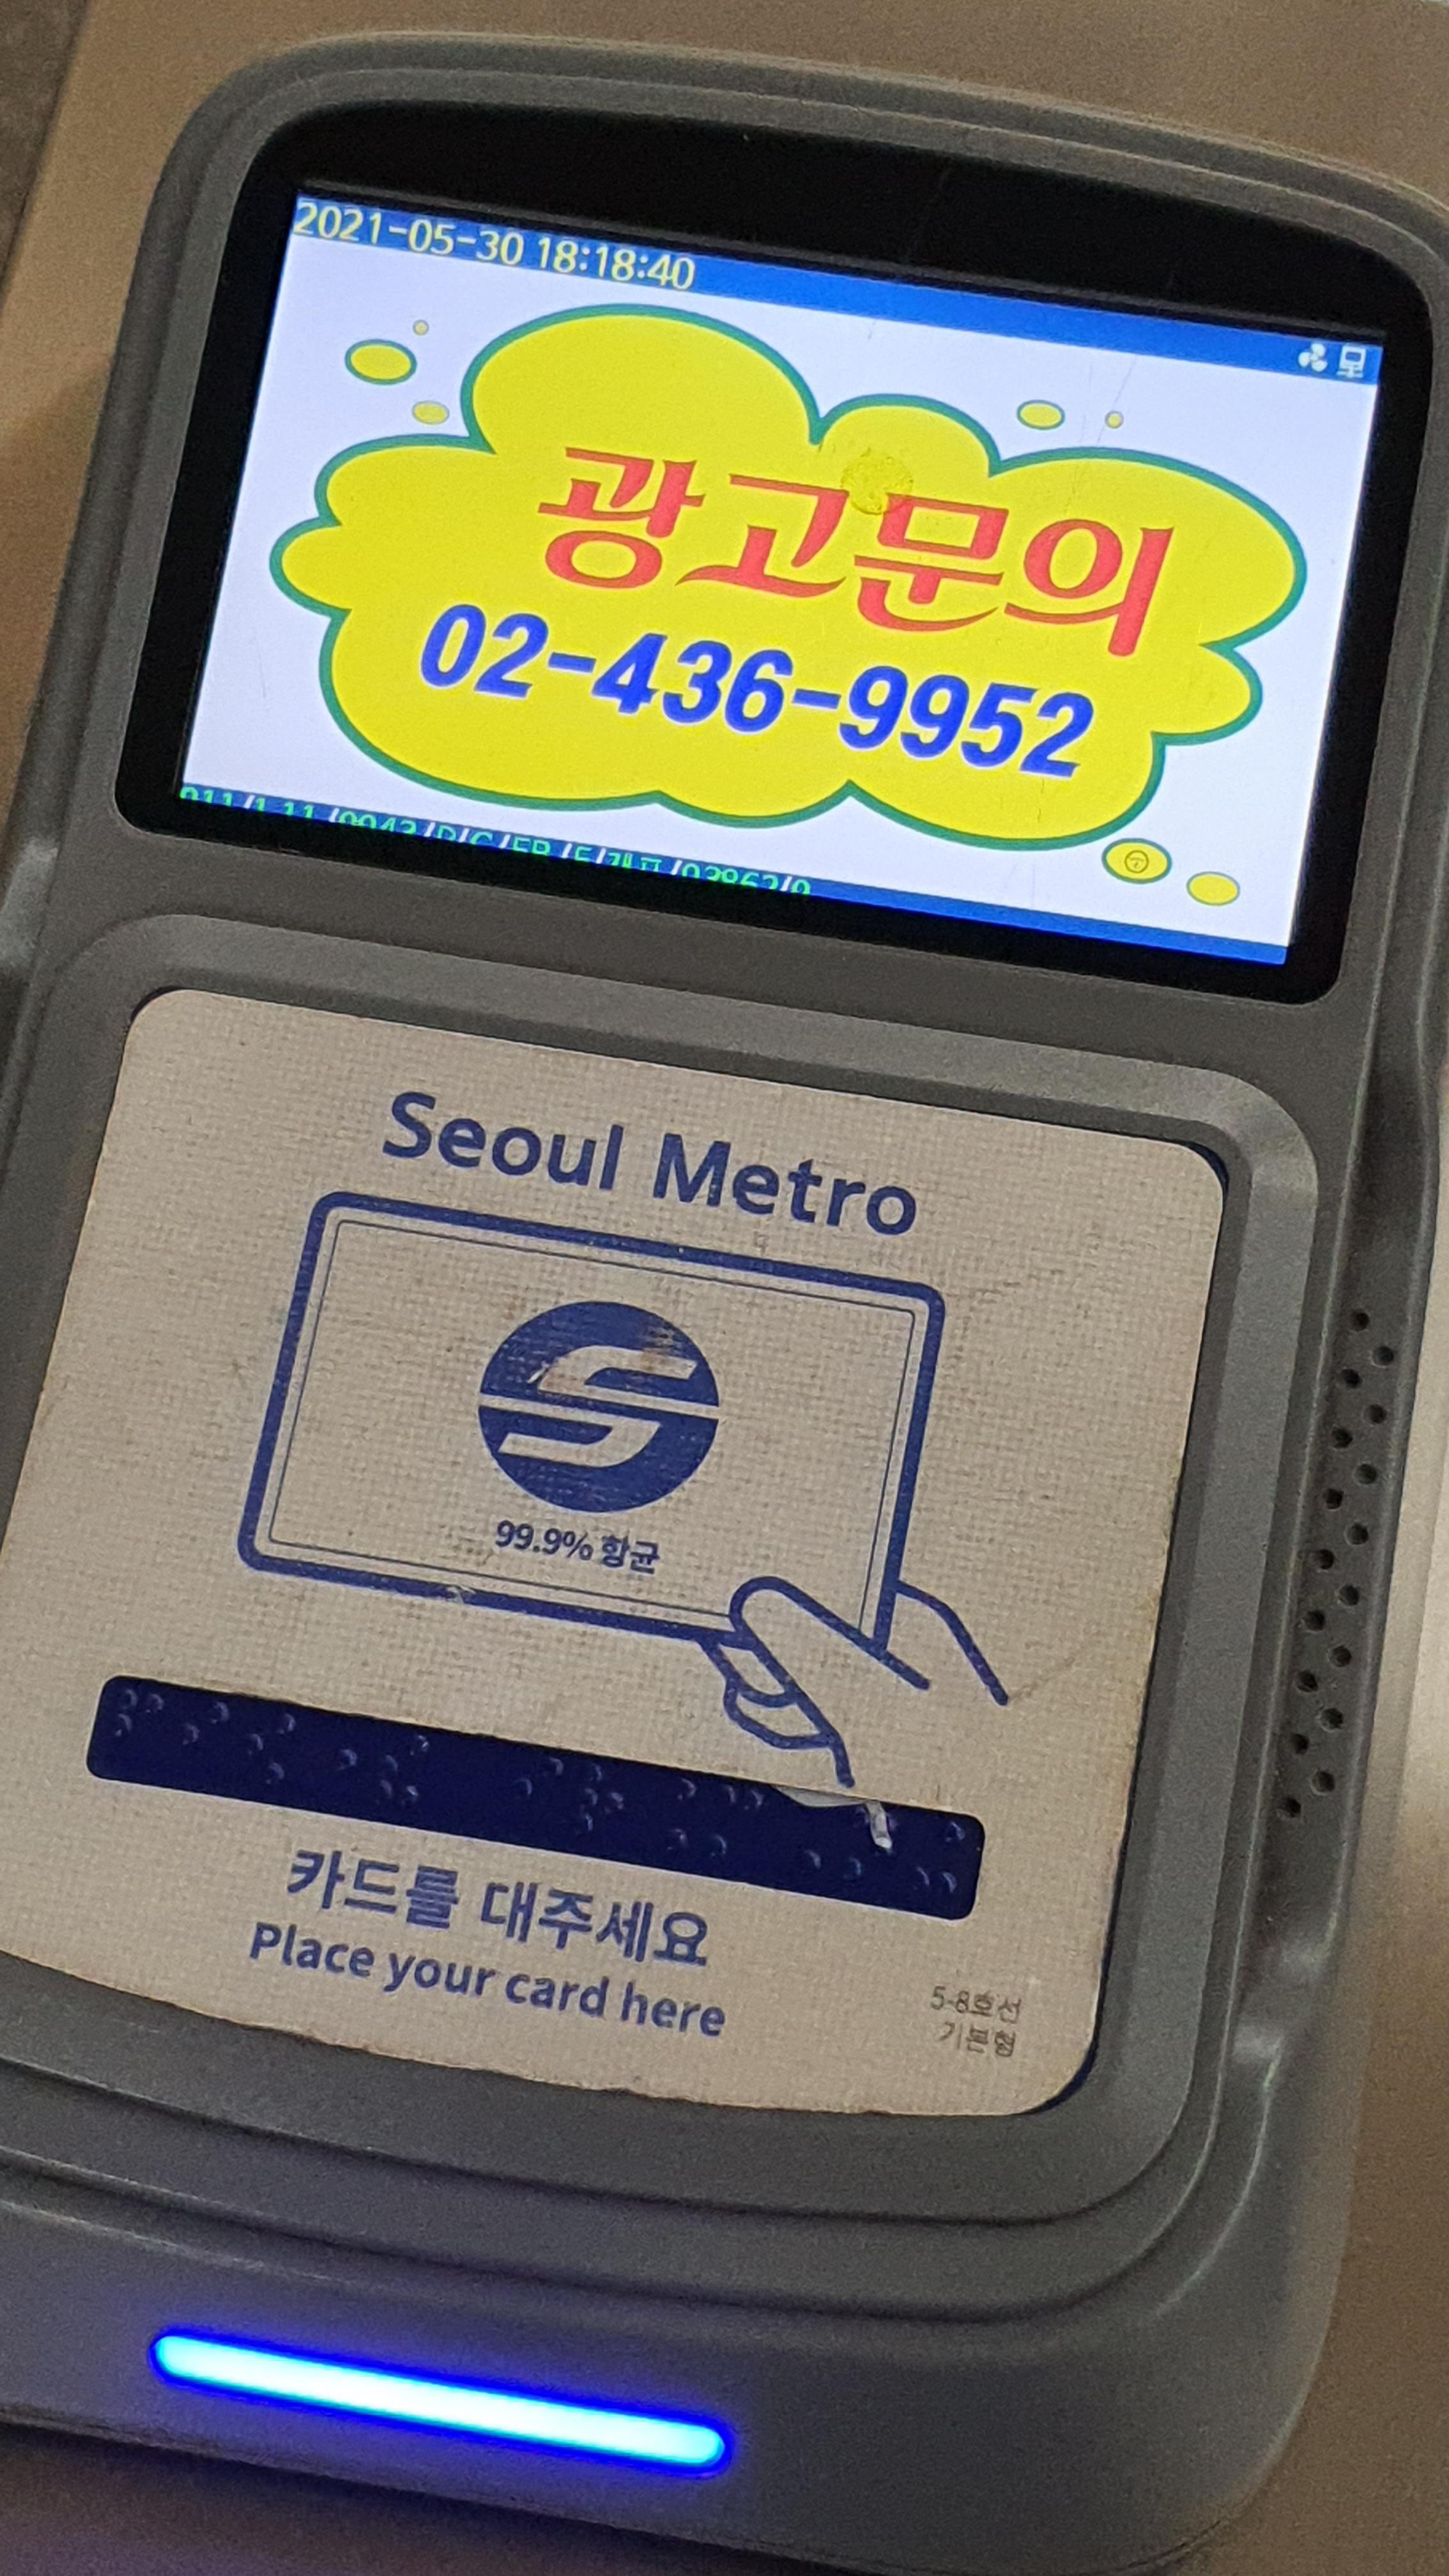 2021-05-30 18:18:40
광고문의
02-436-9952
Seoul Metro
99.9% 항균
카드를 대주세요
Place your card here
5-8호선
기본형